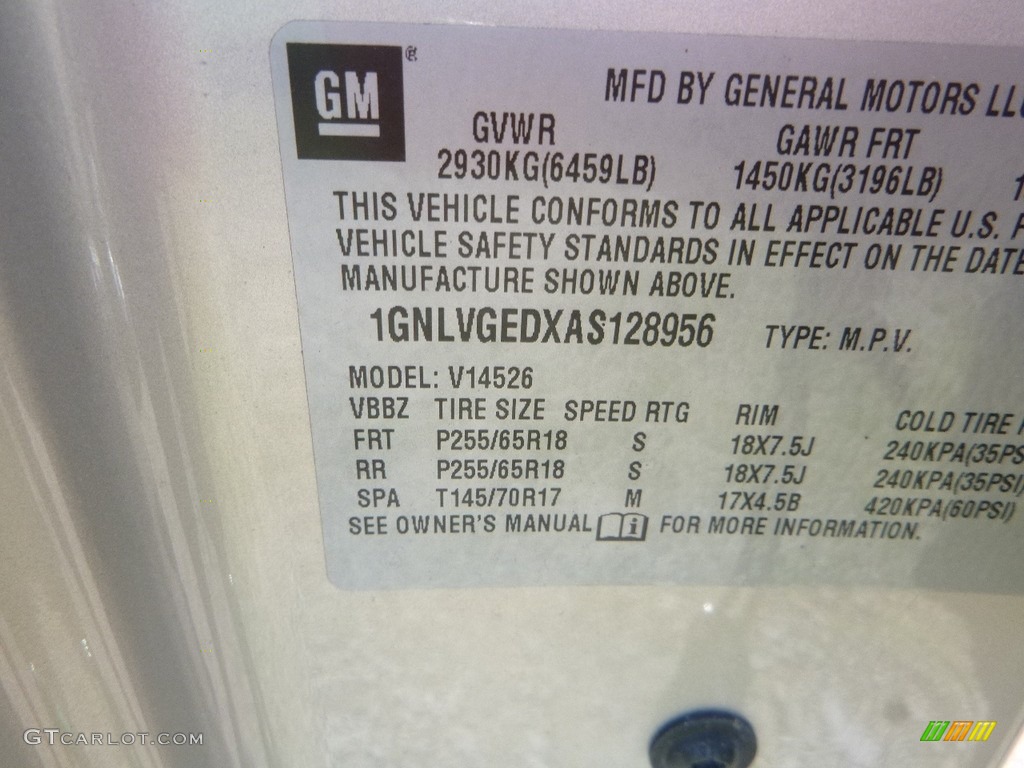 GM ®
MFD BY GENERAL MOTORS LLC
GVWR GAWR FRT
2930KG(6459LB) 1450KG(3196LB) 1
THIS VEHICLE CONFORMS TO ALL APPLICABLE U.S. F
VEHICLE SAFETY STANDARDS IN EFFECT ON THE DATE
MANUFACTURE SHOWN ABOVE.
1GNLVGEDXAS128956 TYPE: M.P.V.
MODEL: V14526
VBBZ TIRE SIZE SPEED RTG RIM COLD TIRE
FRT P255/65R18 S 18X7.5J 240KPA(35PS
RR P255/65R18 S 18X7.5J 240KPA(35PSI)
SPA T145/70R17 M 17X4.5B 420KPA(60PSI)
SEE OWNER'S MANUAL i FOR MORE INFORMATION.
GTcarlot.com